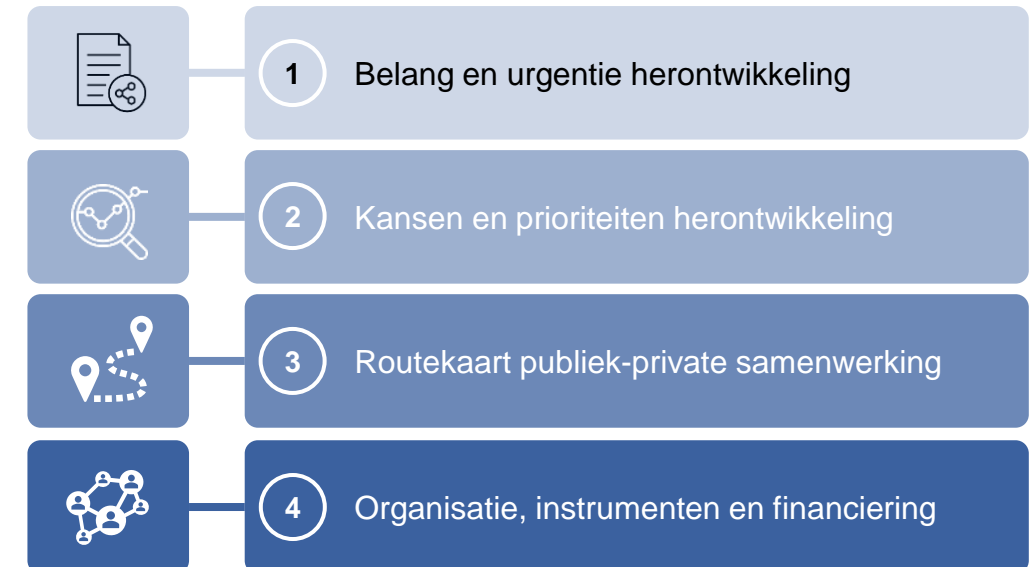 1 Belang en urgentie herontwikkeling
2 Kansen en prioriteiten herontwikkeling
3 Routekaart publiek-private samenwerking
4 Organisatie, instrumenten en financiering